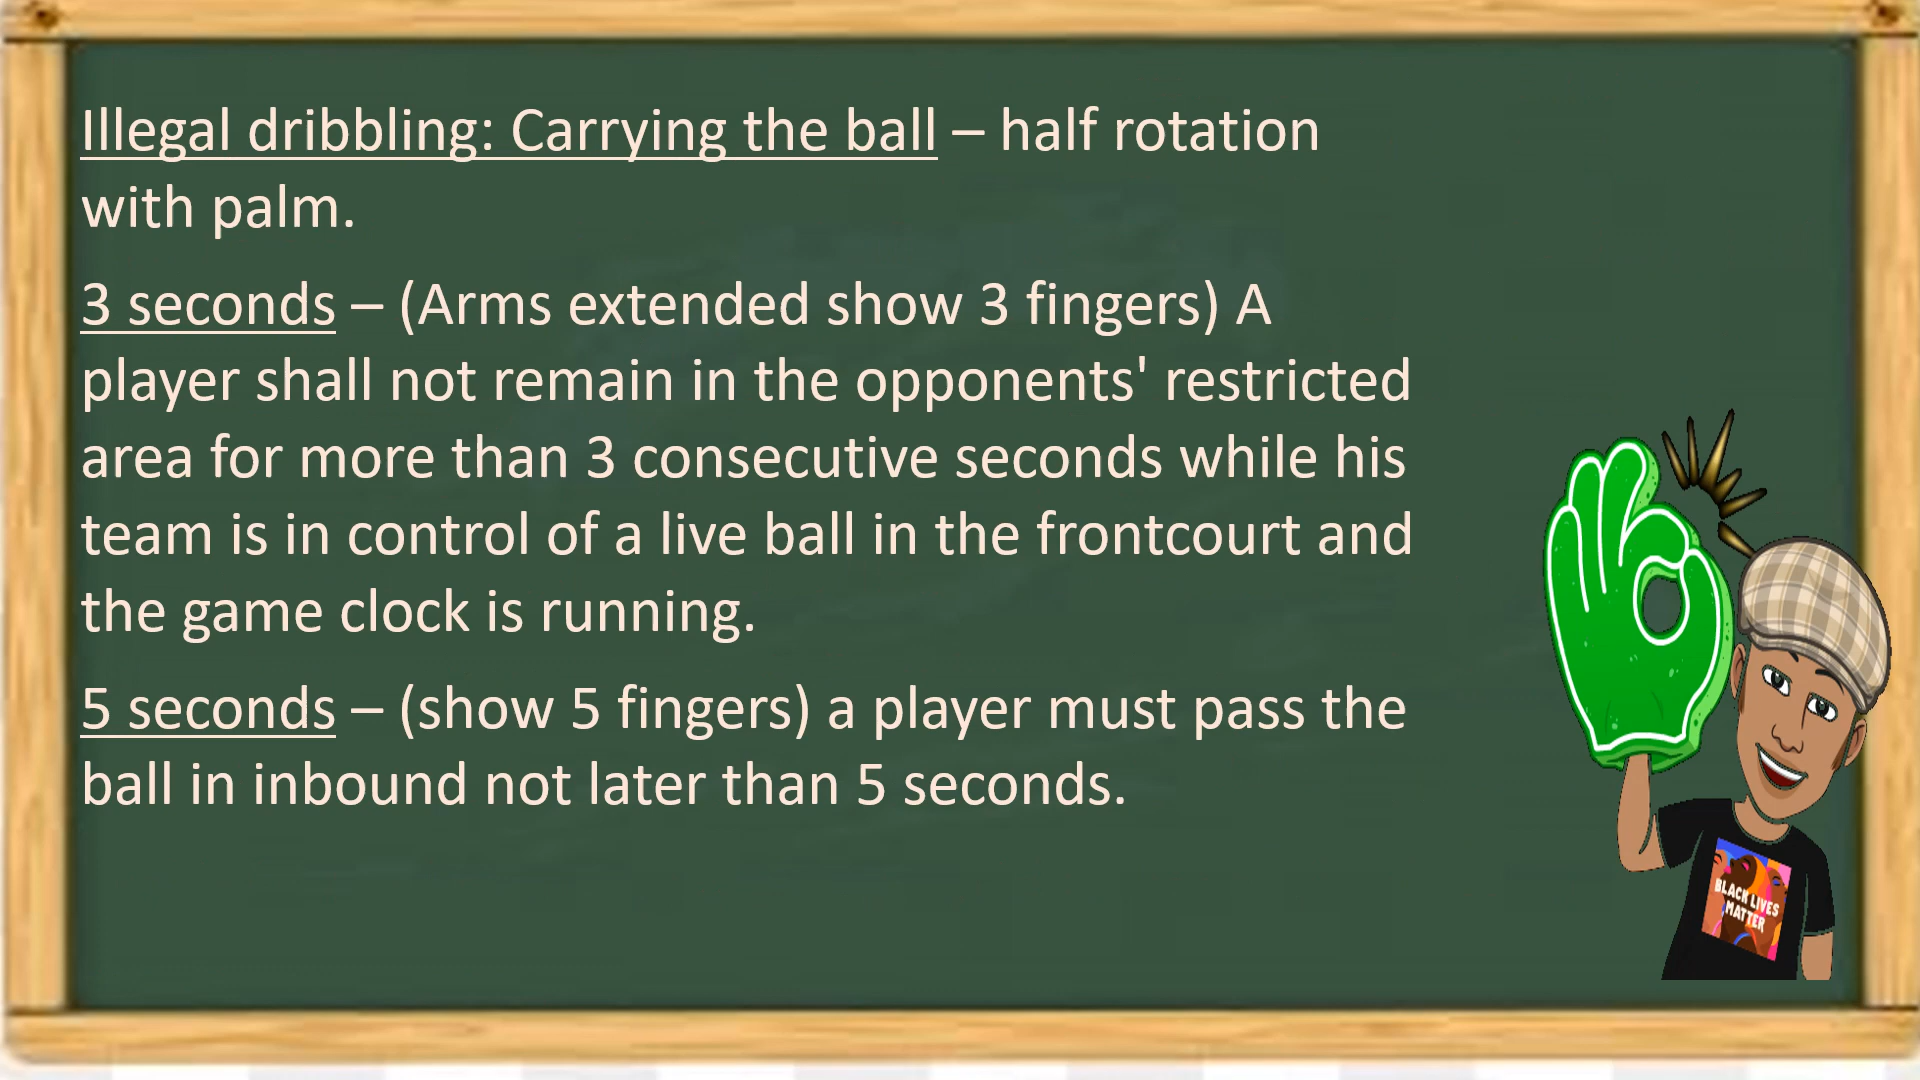 Illegal dribbling: Carrying the ball – half rotation
with palm.
3 seconds – (Arms extended show 3 fingers) A
player shall not remain in the opponents' restricted
area for more than 3 consecutive seconds while his
team is in control of a live ball in the frontcourt and
the game clock is running.
5 seconds – (show 5 fingers) a player must pass the
ball in inbound not later than 5 seconds.
BLACK LIVES
MATTER